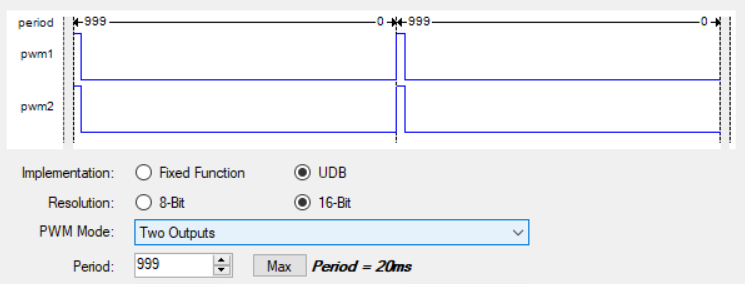 period 999 0 999 0
pwm1
pwm2
Implementation: Fixed Function UDB
Resolution: 8-Bit 16-Bit
PWM Mode: Two Outputs
Period: 999 Max Period = 20ms